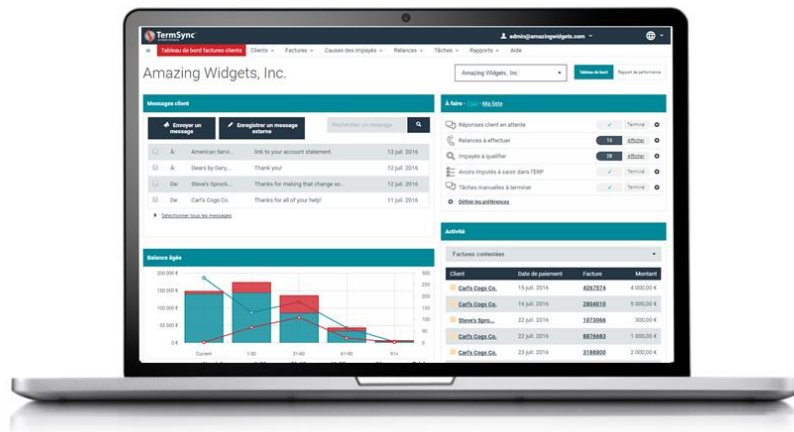 TermSync
admin@amazingwidgets.com
Tableau de bord factures clients Clients Factures Causes des impayés Relances Tâches Rapports Aide
Amazing Widgets, Inc.
Amazing Widgets, Inc.
Tableau de bord Rapport de performance
Messages client
Envoyer un message
Enregistrer un message externe
Rechercher un message
À: American Servi... link to your account statement. 13 juil. 2016
À: Gears by Gary... Thank you! 12 juil. 2016
De: Steve's Sprock... Thanks for making that change so... 12 juil. 2016
De: Carl's Cogs Co. Thanks for all of your help! 11 juil. 2016
Sélectionner tous les messages
Balance âgée
200 000 €
150 000 €
100 000 €
50 000 €
0 €
300
250
200
150
100
50
0
Current 1-30 31-60 61-90 91+
À faire - Tout - Ma liste
Réponses client en attente Terminé
Relances à effectuer 15 Afficher
Impayés à qualifier 28 Afficher
Avoirs imputés à saisir dans l'ERP Terminé
Tâches manuelles à terminer Terminé
Définir les préférences
Activité
Factures contestées
Client Date de paiement Facture Montant
Carl's Cogs Co. 15 juil. 2016 4267574 4 000,00 €
Carl's Cogs Co. 16 juil. 2016 2804010 5 000,00 €
Steve's Spro... 22 juil. 2016 1073066 300,00 €
Carl's Cogs Co. 22 juil. 2016 8876683 1 000,00 €
Carl's Cogs Co. 23 juil. 2016 3188800 2 000,00 €